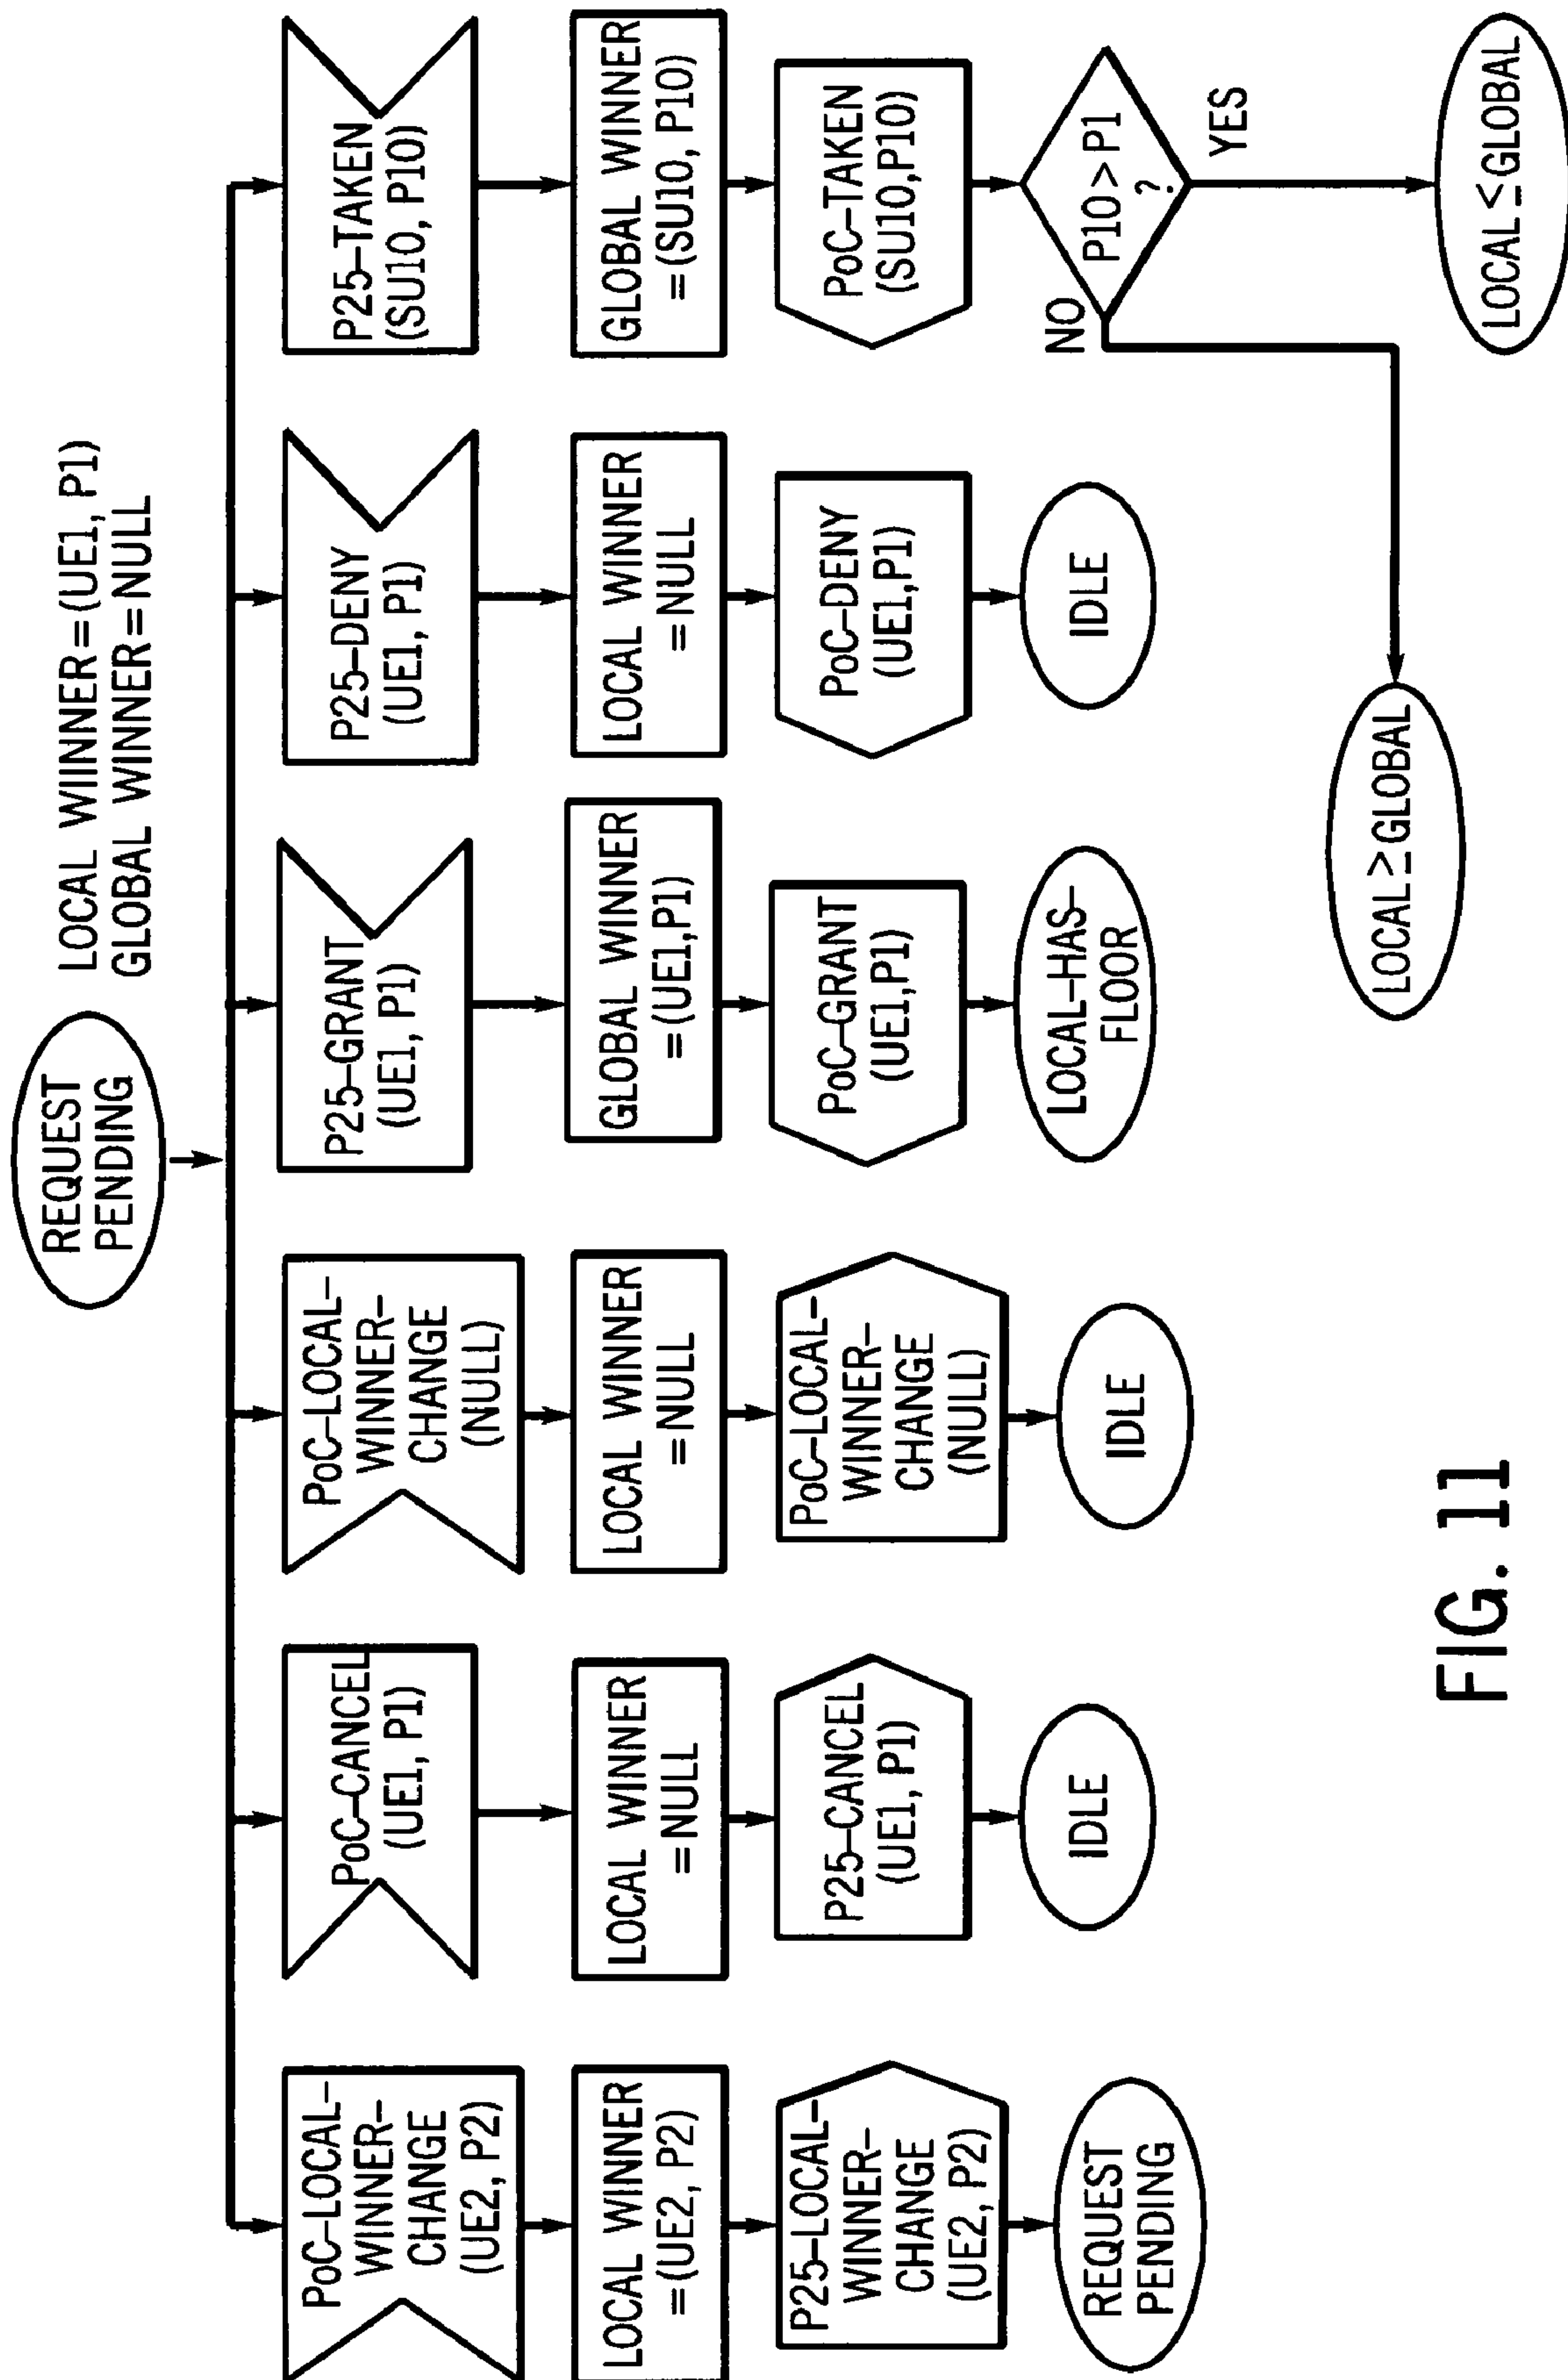 REQUEST
PENDING
LOCAL WIINNER=(UE1, P1)
GLOBAL WINNER=NULL
PoC-LOCAL-
WINNER-
CHANGE
(UE2, P2)
LOCAL WINNER
=(UE2, P2)
P25-LOCAL-
WINNER-
CHANGE
(UE2, P2)
REQUEST
PENDING
PoC-CANCEL
(UE1, P1)
LOCAL WINNER
=NULL
P25-CANCEL
(UE1, P1)
IDLE
PoC-LOCAL-
WINNER-
CHANGE
(NULL)
LOCAL WINNER
=NULL
PoC-LOCAL-
WINNER-
CHANGE
(NULL)
IDLE
P25-GRANT
(UE1, P1)
GLOBAL WINNER
=(UE1,P1)
PoC-GRANT
(UE1,P1)
LOCAL-HAS-
FLOOR
P25-DENY
(UE1, P1)
LOCAL WINNER
=NULL
PoC-DENY
(UE1,P1)
IDLE
P25-TAKEN
(SU10, P10)
GLOBAL WINNER
=(SU10, P10)
PoC-TAKEN
(SU10,P10)
P10>P1
?
NO
YES
LOCAL≥GLOBAL
LOCAL≤GLOBAL
FIG. 11